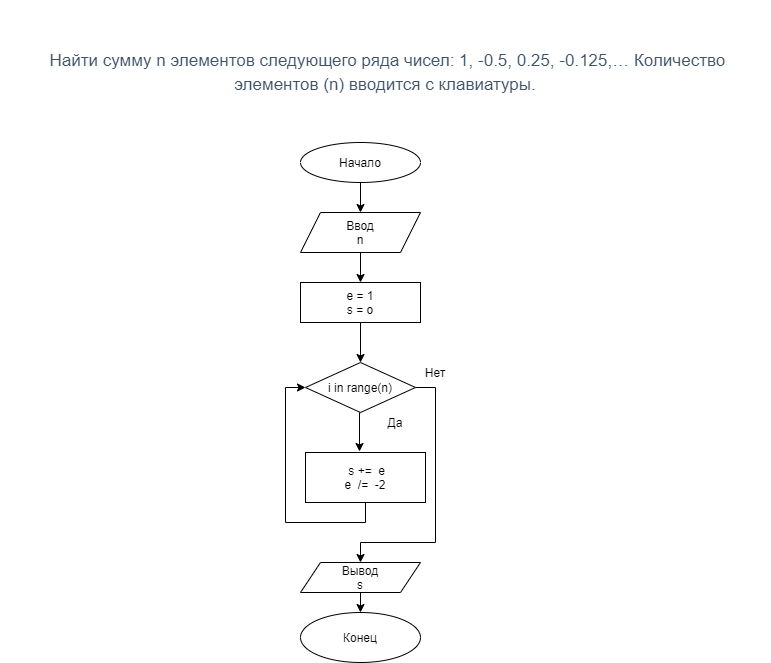 Найти сумму n элементов следующего ряда чисел: 1, -0.5, 0.25, -0.125,… Количество
элементов (n) вводится с клавиатуры.
Начало
Ввод
n
e = 1
s = o
i in range(n)
Нет
Да
s += e
e /= -2
Вывод
s
Конец